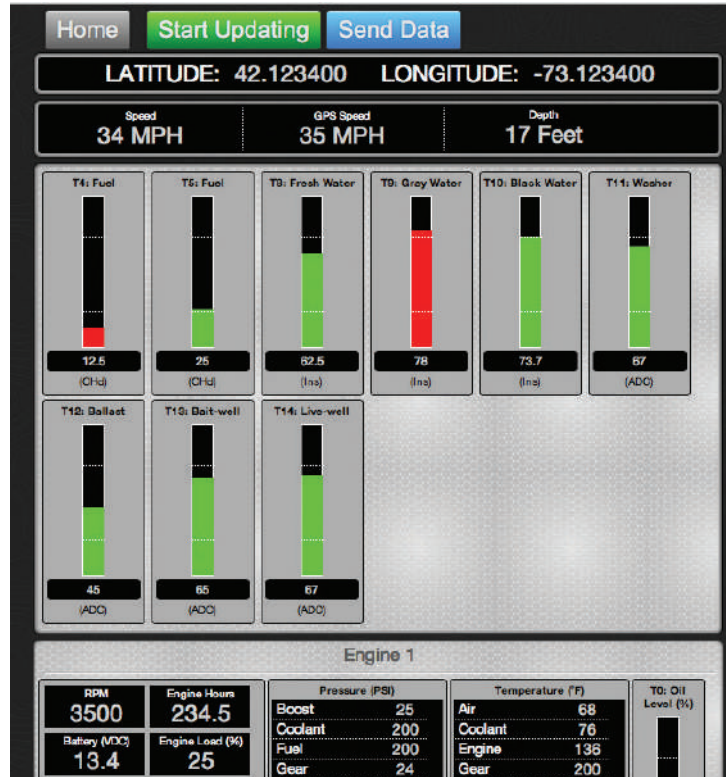 Home Start Updating Send Data
LATITUDE: 42.123400 LONGITUDE: -73.123400
Speed GPS Speed Depth
34 MPH 35 MPH 17 Feet
T4: Fuel T5: Fuel T8: Fresh Water T9: Gray Water T10: Black Water T11: Washer
12.5 25 62.5 78 73.7 67
(CHd) (CHd) (Ins) (Ins) (Ins) (ADC)
T12: Ballast T13: Bait-well T14: Live-well
45 65 67
(ADC) (ADC) (ADC)
Engine 1
RPM Engine Hours Pressure (PSI) Temperature (°F) T0: Oil Level (%)
3500 234.5 Boost 25 Air 68
Coolant 200 Coolant 76
Battery (VDC) Engine Load (%) Fuel 200 Engine 136
13.4 25 Gear 24 Gear 200